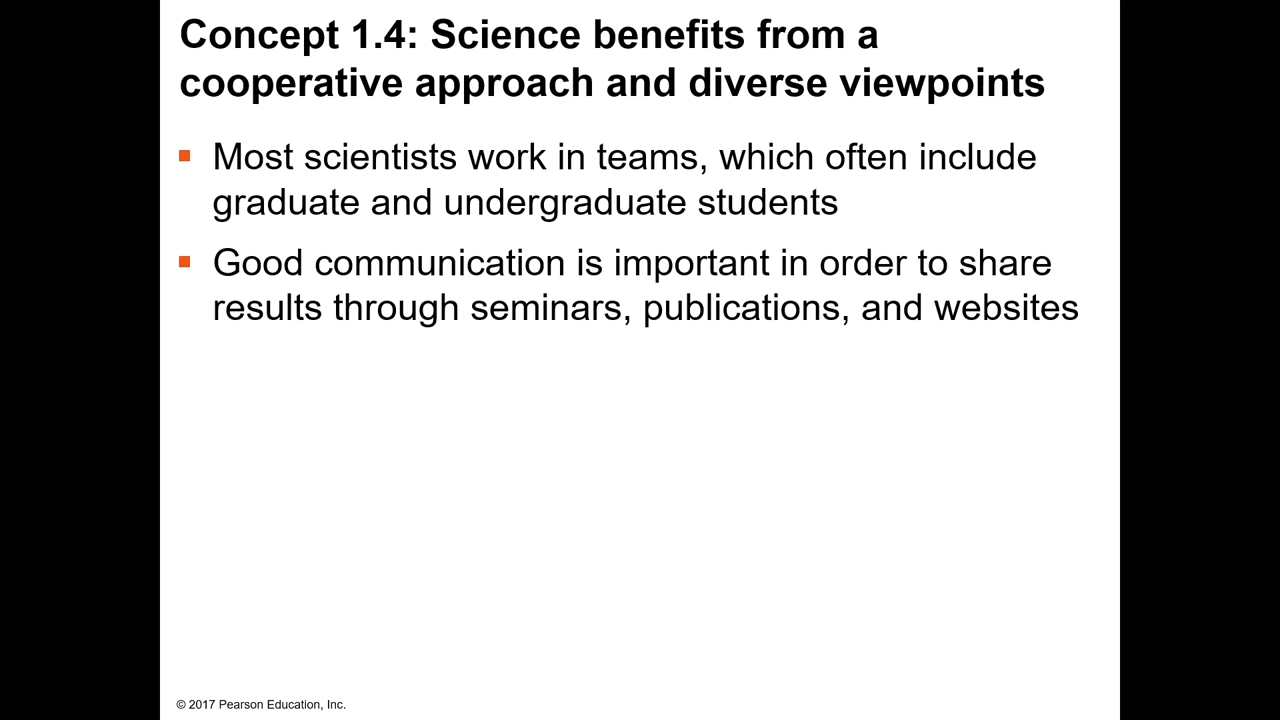 Concept 1.4: Science benefits from a
cooperative approach and diverse viewpoints
Most scientists work in teams, which often include
graduate and undergraduate students
Good communication is important in order to share
results through seminars, publications, and websites
© 2017 Pearson Education, Inc.